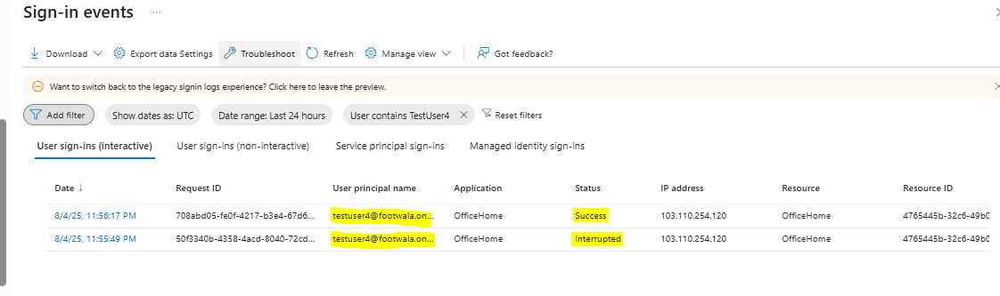 Sign-in events ...
Download Export data Settings Troubleshoot Refresh Manage view Got feedback?
Want to switch back to the legacy signin logs experience? Click here to leave the preview.
Add filter Show dates as: UTC Date range: Last 24 hours User contains TestUser4 Reset filters
User sign-ins (interactive) User sign-ins (non-interactive) Service principal sign-ins Managed identity sign-ins
Date ↓ Request ID User principal name Application Status IP address Resource Resource ID
8/4/25, 11:56:17 PM 708abd05-fe0f-4217-b3e4-67d6... testuser4@footwala.on... OfficeHome Success 103.110.254.120 OfficeHome 4765445b-32c6-49b0
8/4/25, 11:55:49 PM 50f3340b-4358-4acd-8040-72cd... testuser4@footwala.on... OfficeHome Interrupted 103.110.254.120 OfficeHome 4765445b-32c6-49b0